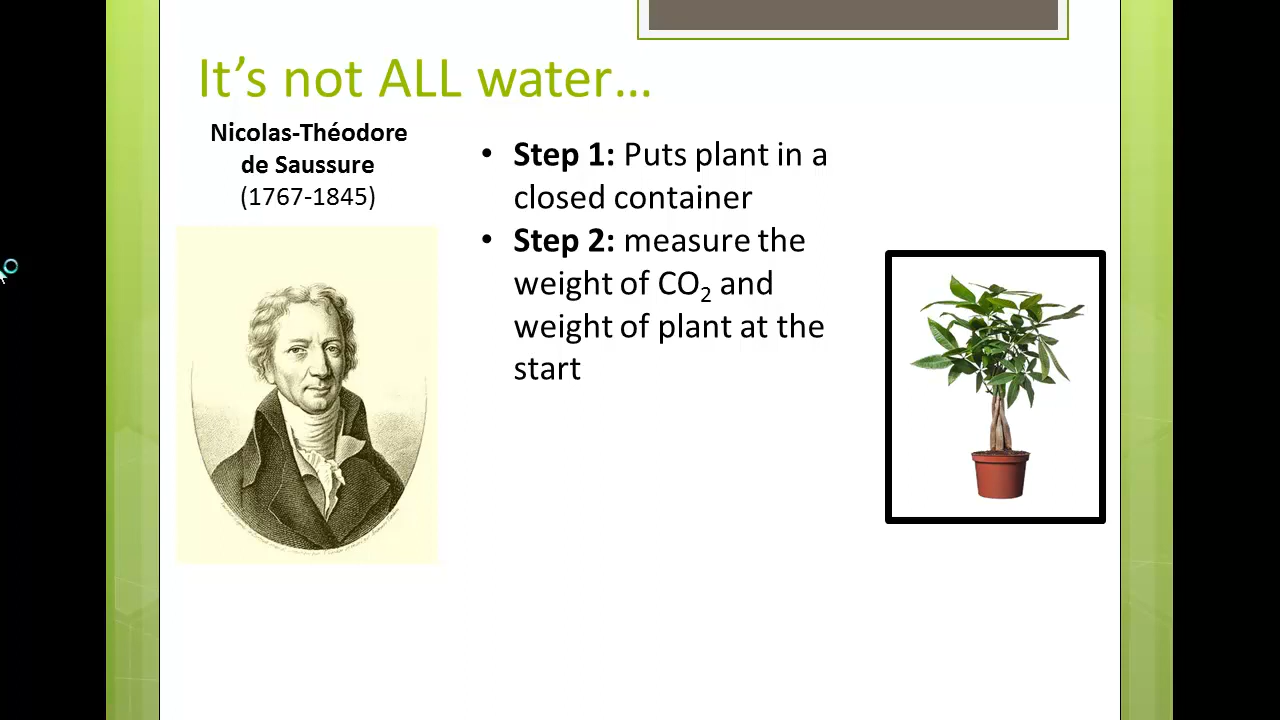 It's not ALL water…
Nicolas-Théodore
de Saussure
(1767-1845)
• Step 1: Puts plant in a
closed container
• Step 2: measure the
weight of CO₂ and
weight of plant at the
start